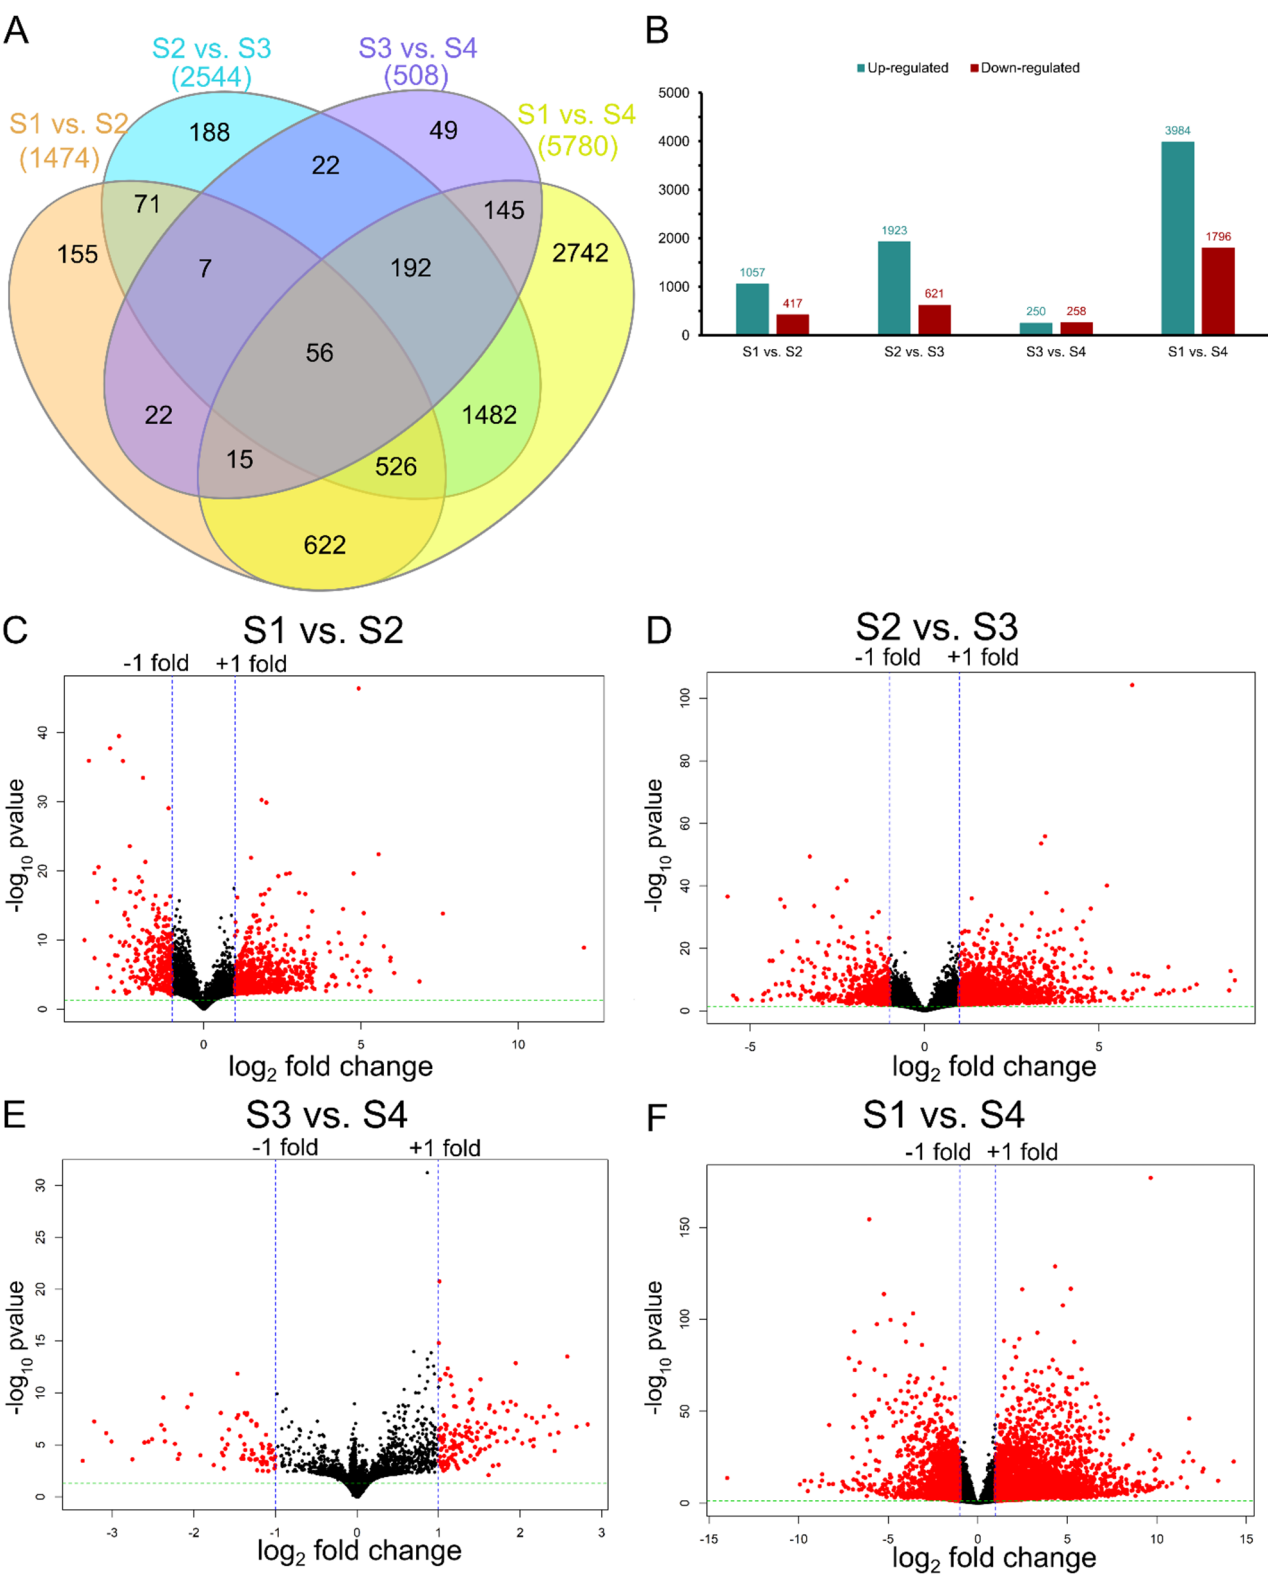 A
S2 vs. S3
(2544)
S3 vs. S4
(508)
S1 vs. S2
(1474)
S1 vs. S4
(5780)
188
49
22
71
145
155
7
192
2742
56
22
1482
15
526
622
B
Up-regulated
Down-regulated
5000
4000
3000
2000
1000
0
1057
417
1923
621
250
258
3984
1796
S1 vs. S2
S2 vs. S3
S3 vs. S4
S1 vs. S4
C
S1 vs. S2
-1 fold
+1 fold
-log10 pvalue
40
30
20
10
0
0
5
10
log2 fold change
D
S2 vs. S3
-1 fold
+1 fold
-log10 pvalue
100
80
60
40
20
0
-5
0
5
log2 fold change
E
S3 vs. S4
-1 fold
+1 fold
-log10 pvalue
30
25
20
15
10
5
0
-3
-2
-1
0
1
2
3
log2 fold change
F
S1 vs. S4
-1 fold
+1 fold
-log10 pvalue
150
100
50
0
-15
-10
-5
0
5
10
15
log2 fold change